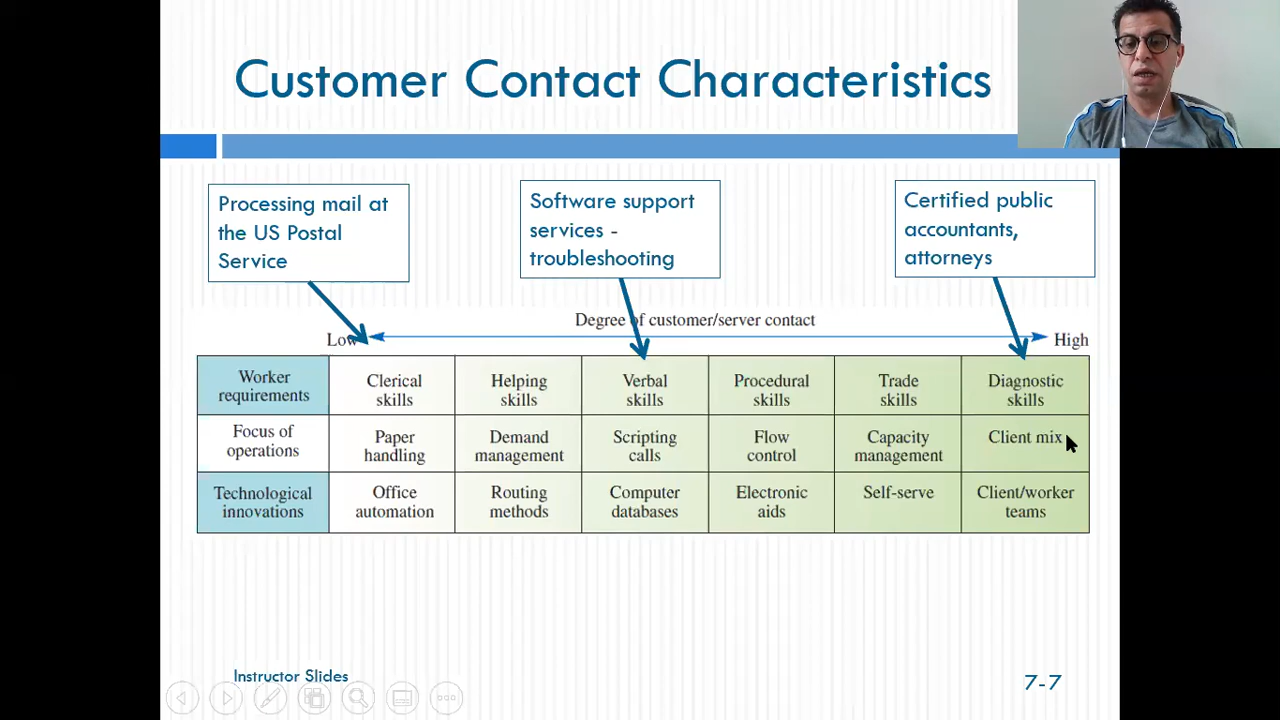 Customer Contact Characteristics
Processing mail at
the US Postal
Service
Software support
services -
troubleshooting
Certified public
accountants,
attorneys
Degree of customer/server contact
Low
High
Worker
requirements
Clerical
skills
Helping
skills
Verbal
skills
Procedural
skills
Trade
skills
Diagnostic
skills
Focus of
operations
Paper
handling
Demand
management
Scripting
calls
Flow
control
Capacity
management
Client mix
Technological
innovations
Office
automation
Routing
methods
Computer
databases
Electronic
aids
Self-serve
Client/worker
teams
Instructor Slides
7-7